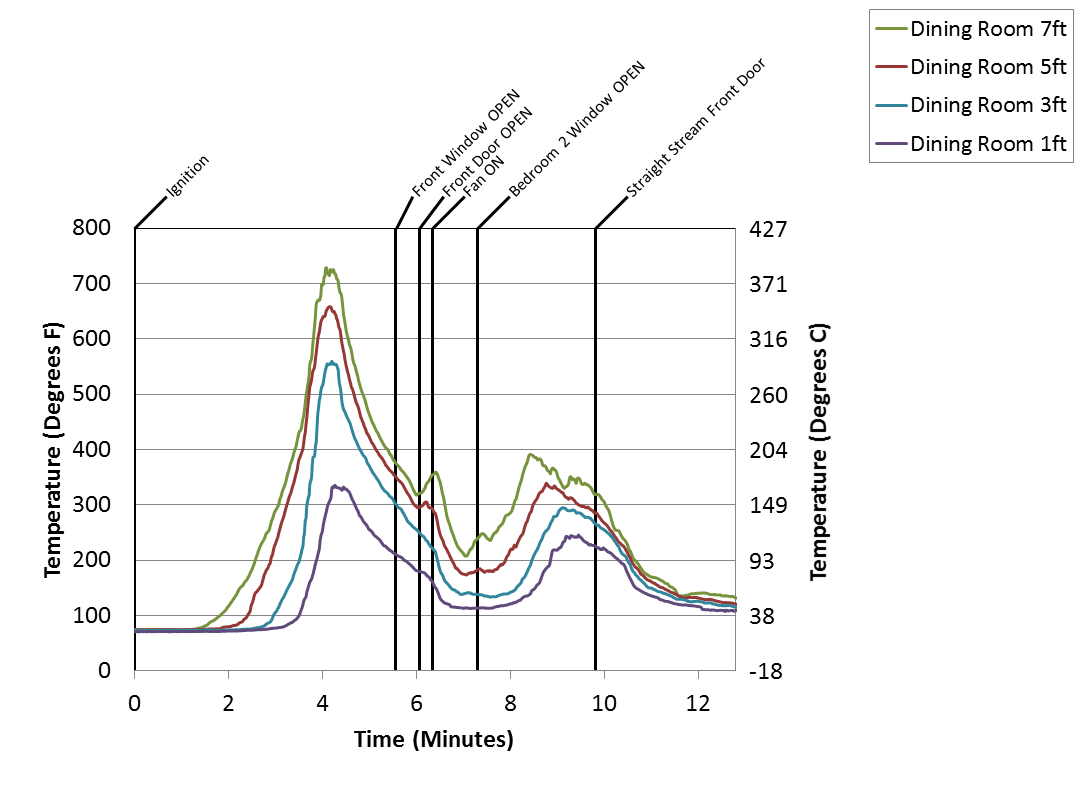 Dining Room 7ft
Dining Room 5ft
Dining Room 3ft
Dining Room 1ft
Ignition
Front Window OPEN
Front Door OPEN
Fan ON
Bedroom 2 Window OPEN
Straight Stream Front Door
800
700
600
500
400
300
200
100
0
Temperature (Degrees F)
427
371
316
260
204
149
93
38
-18
Temperature (Degrees C)
0 2 4 6 8 10 12
Time (Minutes)